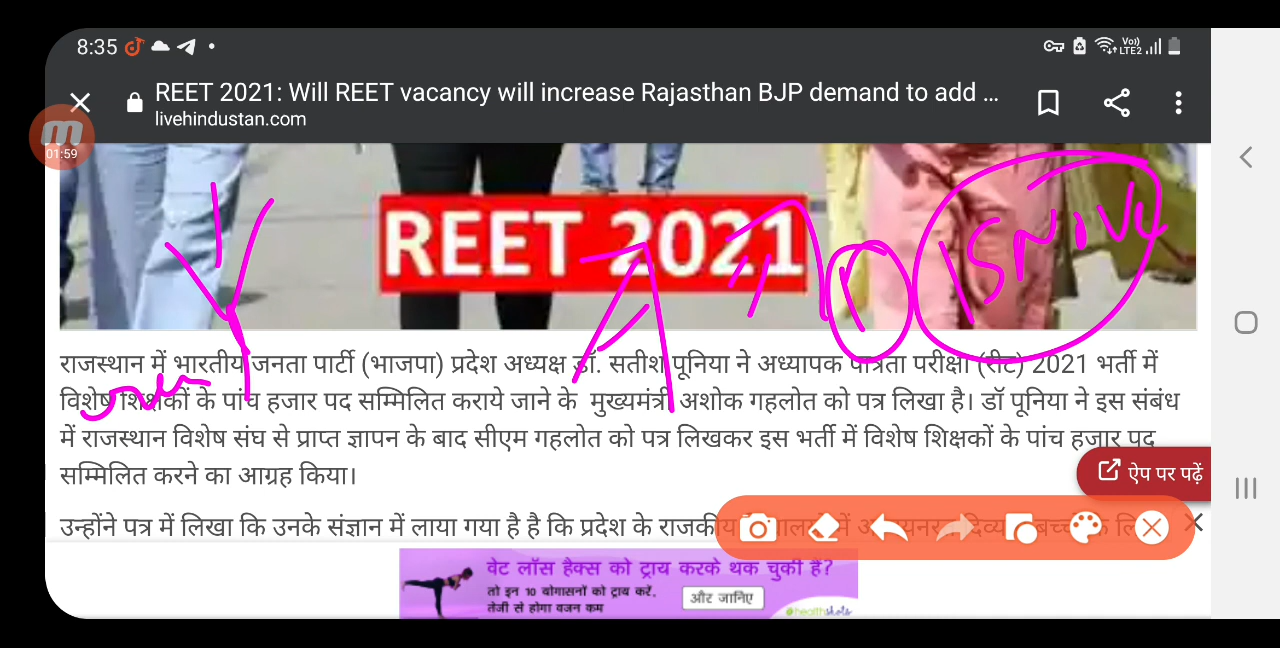 8:35
Vo)) LTE2
REET 2021: Will REET vacancy will increase Rajasthan BJP demand to add ...
livehindustan.com
01:59
REET 2021
राजस्थान में भारतीय जनता पार्टी (भाजपा) प्रदेश अध्यक्ष डॉ. सतीश पूनिया ने अध्यापक पात्रता परीक्षा (रीट) 2021 भर्ती में
विशेष शिक्षकों के पांच हजार पद सम्मिलित कराये जाने के मुख्यमंत्री अशोक गहलोत को पत्र लिखा है। डॉ पूनिया ने इस संबंध
में राजस्थान विशेष संघ से प्राप्त ज्ञापन के बाद सीएम गहलोत को पत्र लिखकर इस भर्ती में विशेष शिक्षकों के पांच हजार पद
सम्मिलित करने का आग्रह किया।
ऐप पर पढ़ें
उन्होंने पत्र में लिखा कि उनके संज्ञान में लाया गया है है कि प्रदेश के
वेट लॉस हैक्स को ट्राय करके थक चुकी हैं?
तो इन 10 योगासनों को ट्राय करें,
तेजी से होगा वजन कम
और जानिए
healthshots